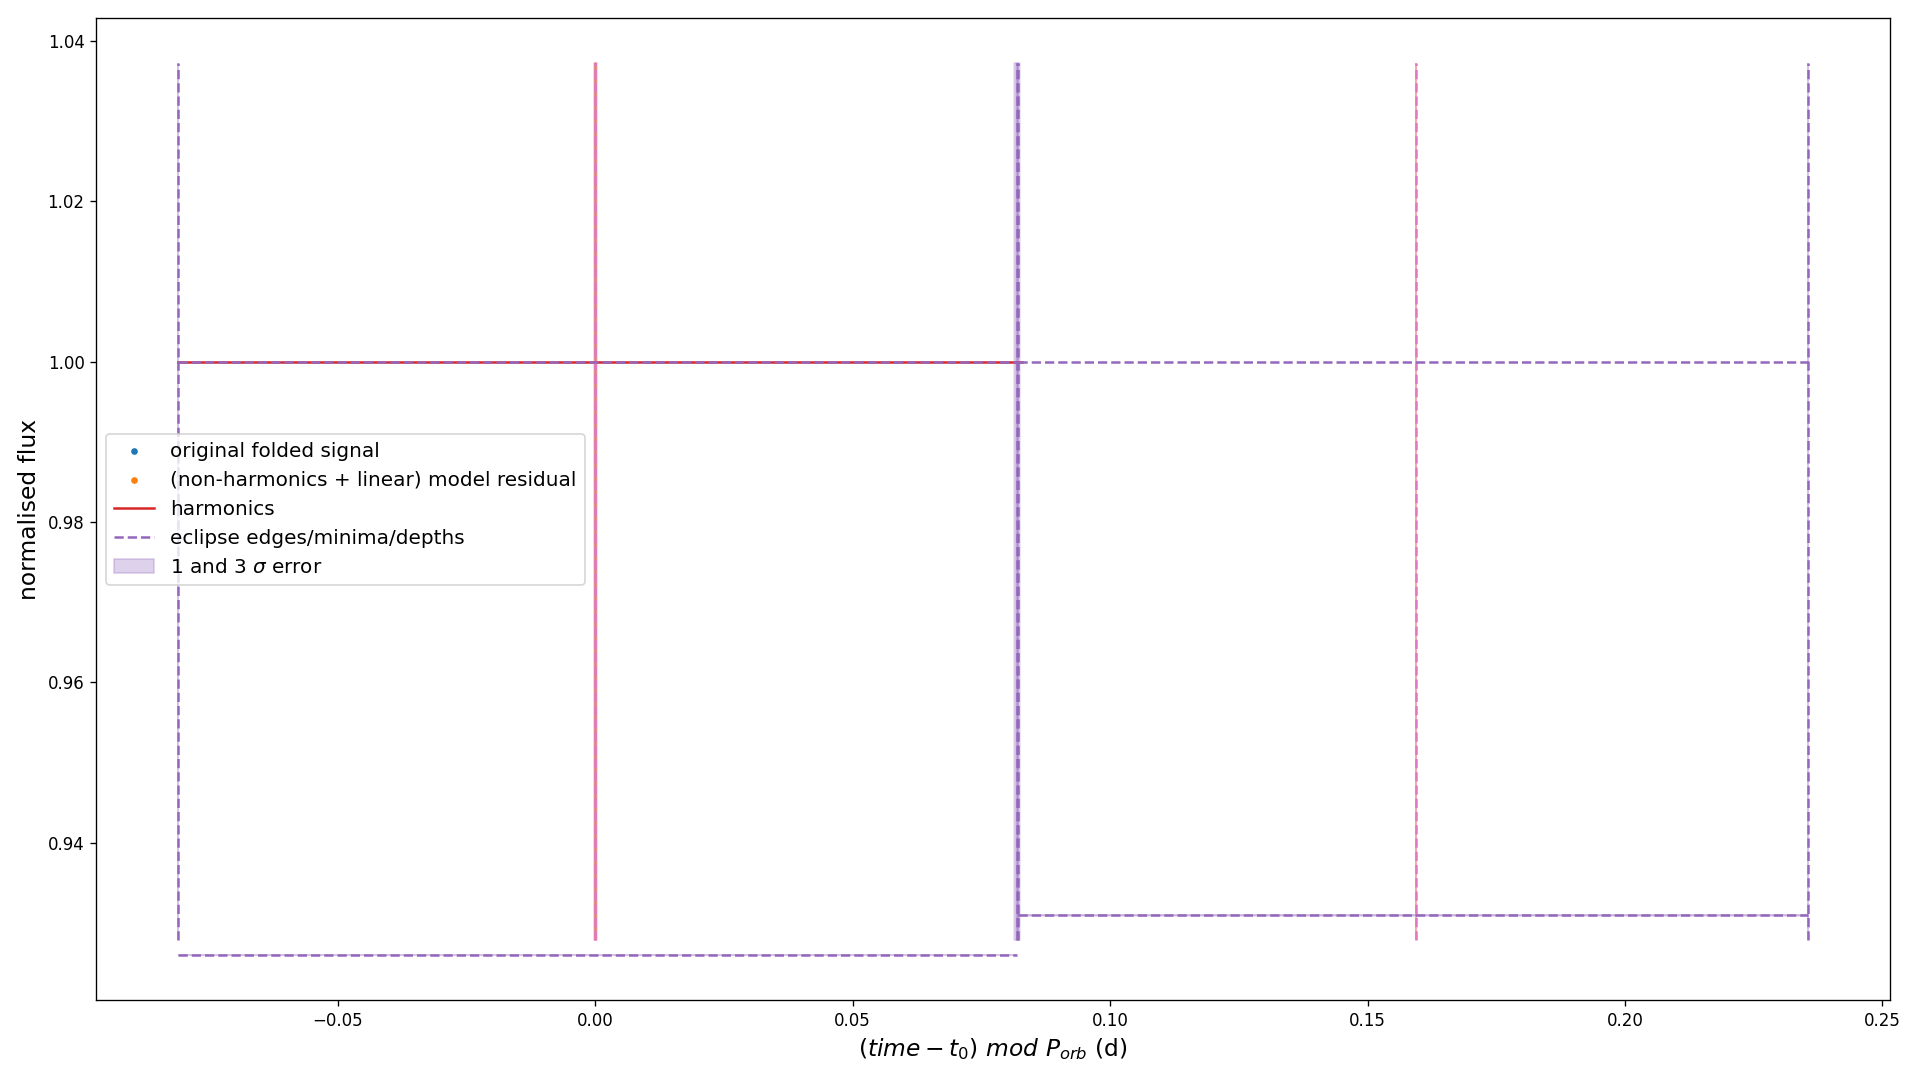 1.04
1.02
1.00
0.98
0.96
0.94
normalised flux
original folded signal
(non-harmonics + linear) model residual
harmonics
eclipse edges/minima/depths
1 and 3 σ error
−0.05 0.00 0.05 0.10 0.15 0.20 0.25
(time − t₀) mod Pₒᵣb (d)